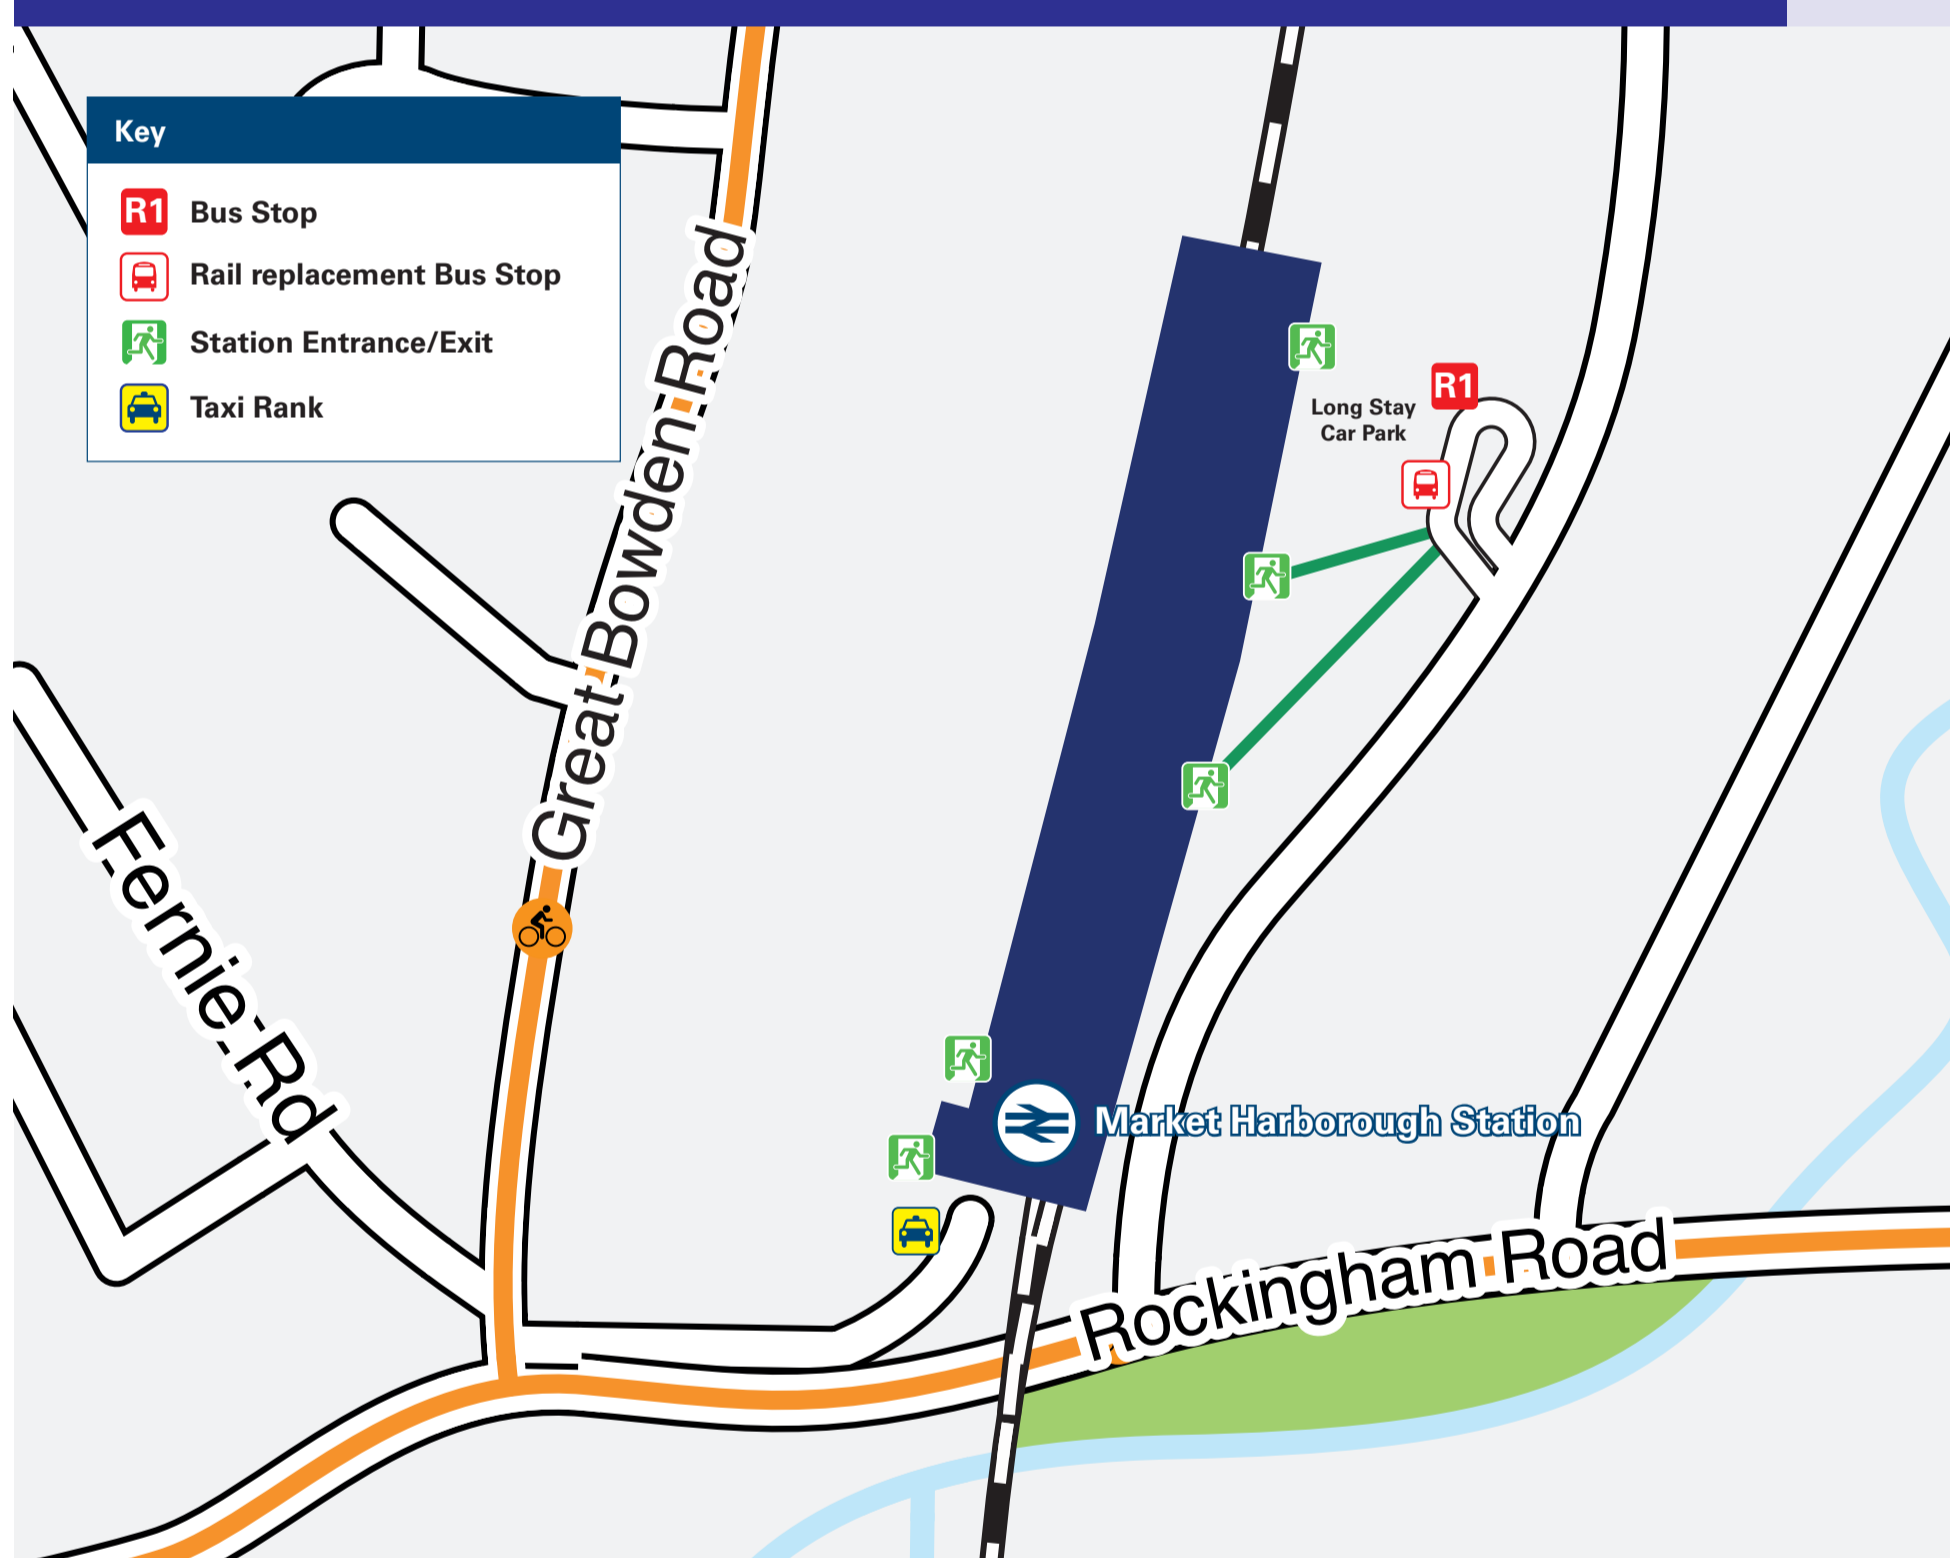 Key
R1 Bus Stop
Rail replacement Bus Stop
Station Entrance/Exit
Taxi Rank
Great Bowden Road
R1
Long Stay
Car Park
Fernie Rd
Market Harborough Station
Rockingham Road